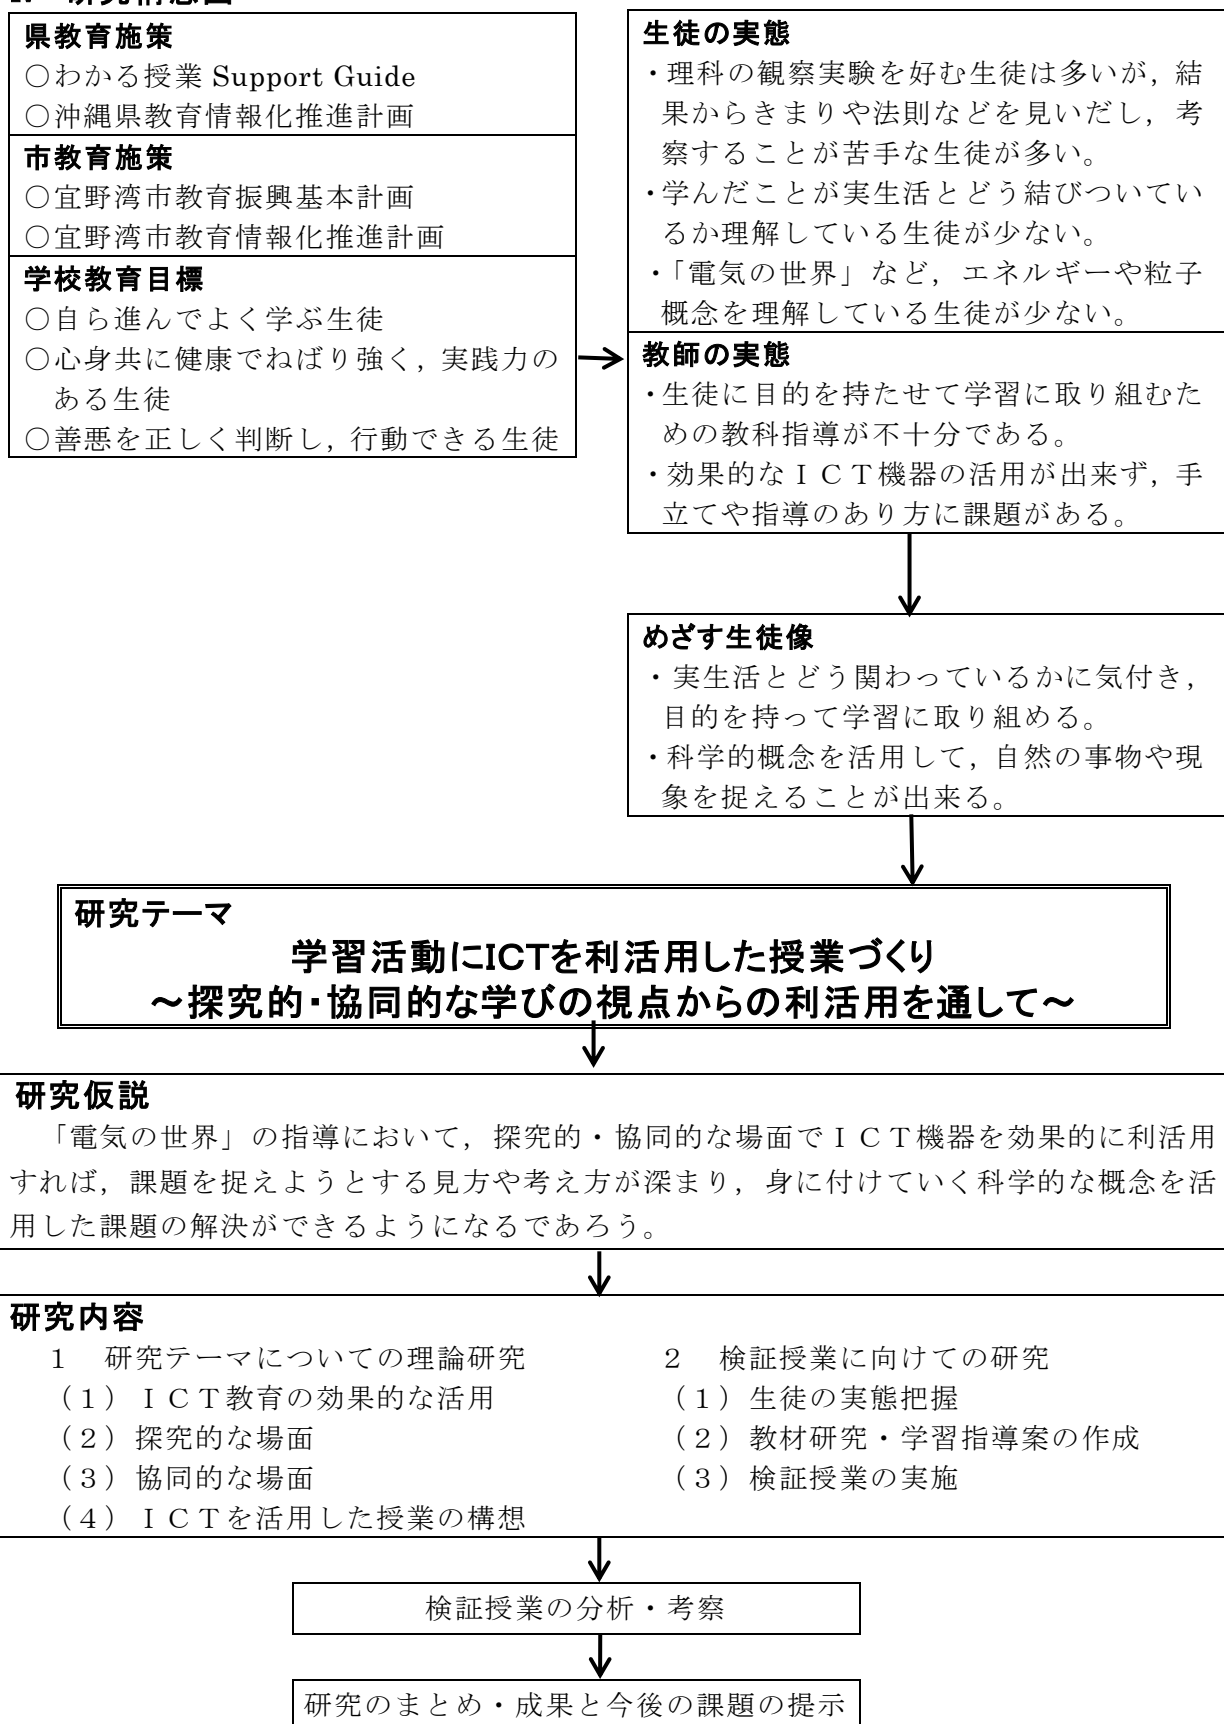 県教育施策
○わかる授業 Support Guide
○沖縄県教育情報化推進計画
市教育施策
○宜野湾市教育振興基本計画
○宜野湾市教育情報化推進計画
学校教育目標
○自ら進んでよく学ぶ生徒
○心身共に健康でねばり強く，実践力の
ある生徒
○善悪を正しく判断し，行動できる生徒
生徒の実態
・理科の観察実験を好む生徒は多いが，結
果からきまりや法則などを見いだし，考
察することが苦手な生徒が多い。
・学んだことが実生活とどう結びついてい
るか理解している生徒が少ない。
・「電気の世界」など，エネルギーや粒子
概念を理解している生徒が少ない。
教師の実態
・生徒に目的を持たせて学習に取り組むた
めの教科指導が不十分である。
・効果的なＩＣＴ機器の活用が出来ず，手
立てや指導のあり方に課題がある。
めざす生徒像
・実生活とどう関わっているかに気付き，
目的を持って学習に取り組める。
・科学的概念を活用して，自然の事物や現
象を捉えることが出来る。
研究テーマ
学習活動にICTを利活用した授業づくり
～探究的・協同的な学びの視点からの利活用を通して～
研究仮説
「電気の世界」の指導において，探究的・協同的な場面でＩＣＴ機器を効果的に利活用
すれば，課題を捉えようとする見方や考え方が深まり，身に付けていく科学的な概念を活
用した課題の解決ができるようになるであろう。
研究内容
１　研究テーマについての理論研究
（１）ＩＣＴ教育の効果的な活用
（２）探究的な場面
（３）協同的な場面
（４）ＩＣＴを活用した授業の構想
２　検証授業に向けての研究
（１）生徒の実態把握
（２）教材研究・学習指導案の作成
（３）検証授業の実施
検証授業の分析・考察
研究のまとめ・成果と今後の課題の提示